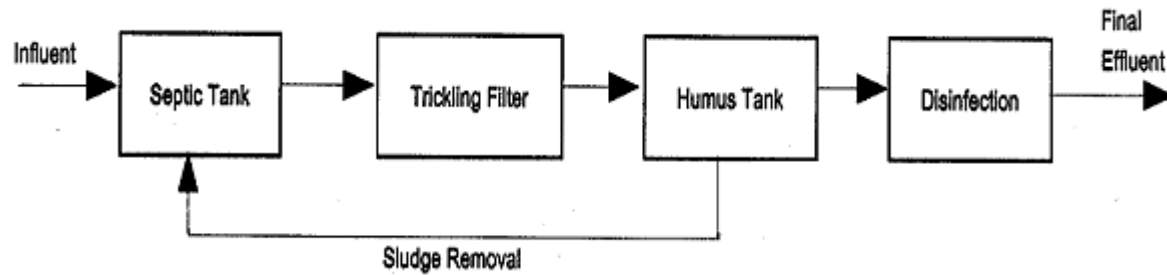 Influent
Septic Tank
Trickling Filter
Humus Tank
Disinfection
Final
Effluent
Sludge Removal